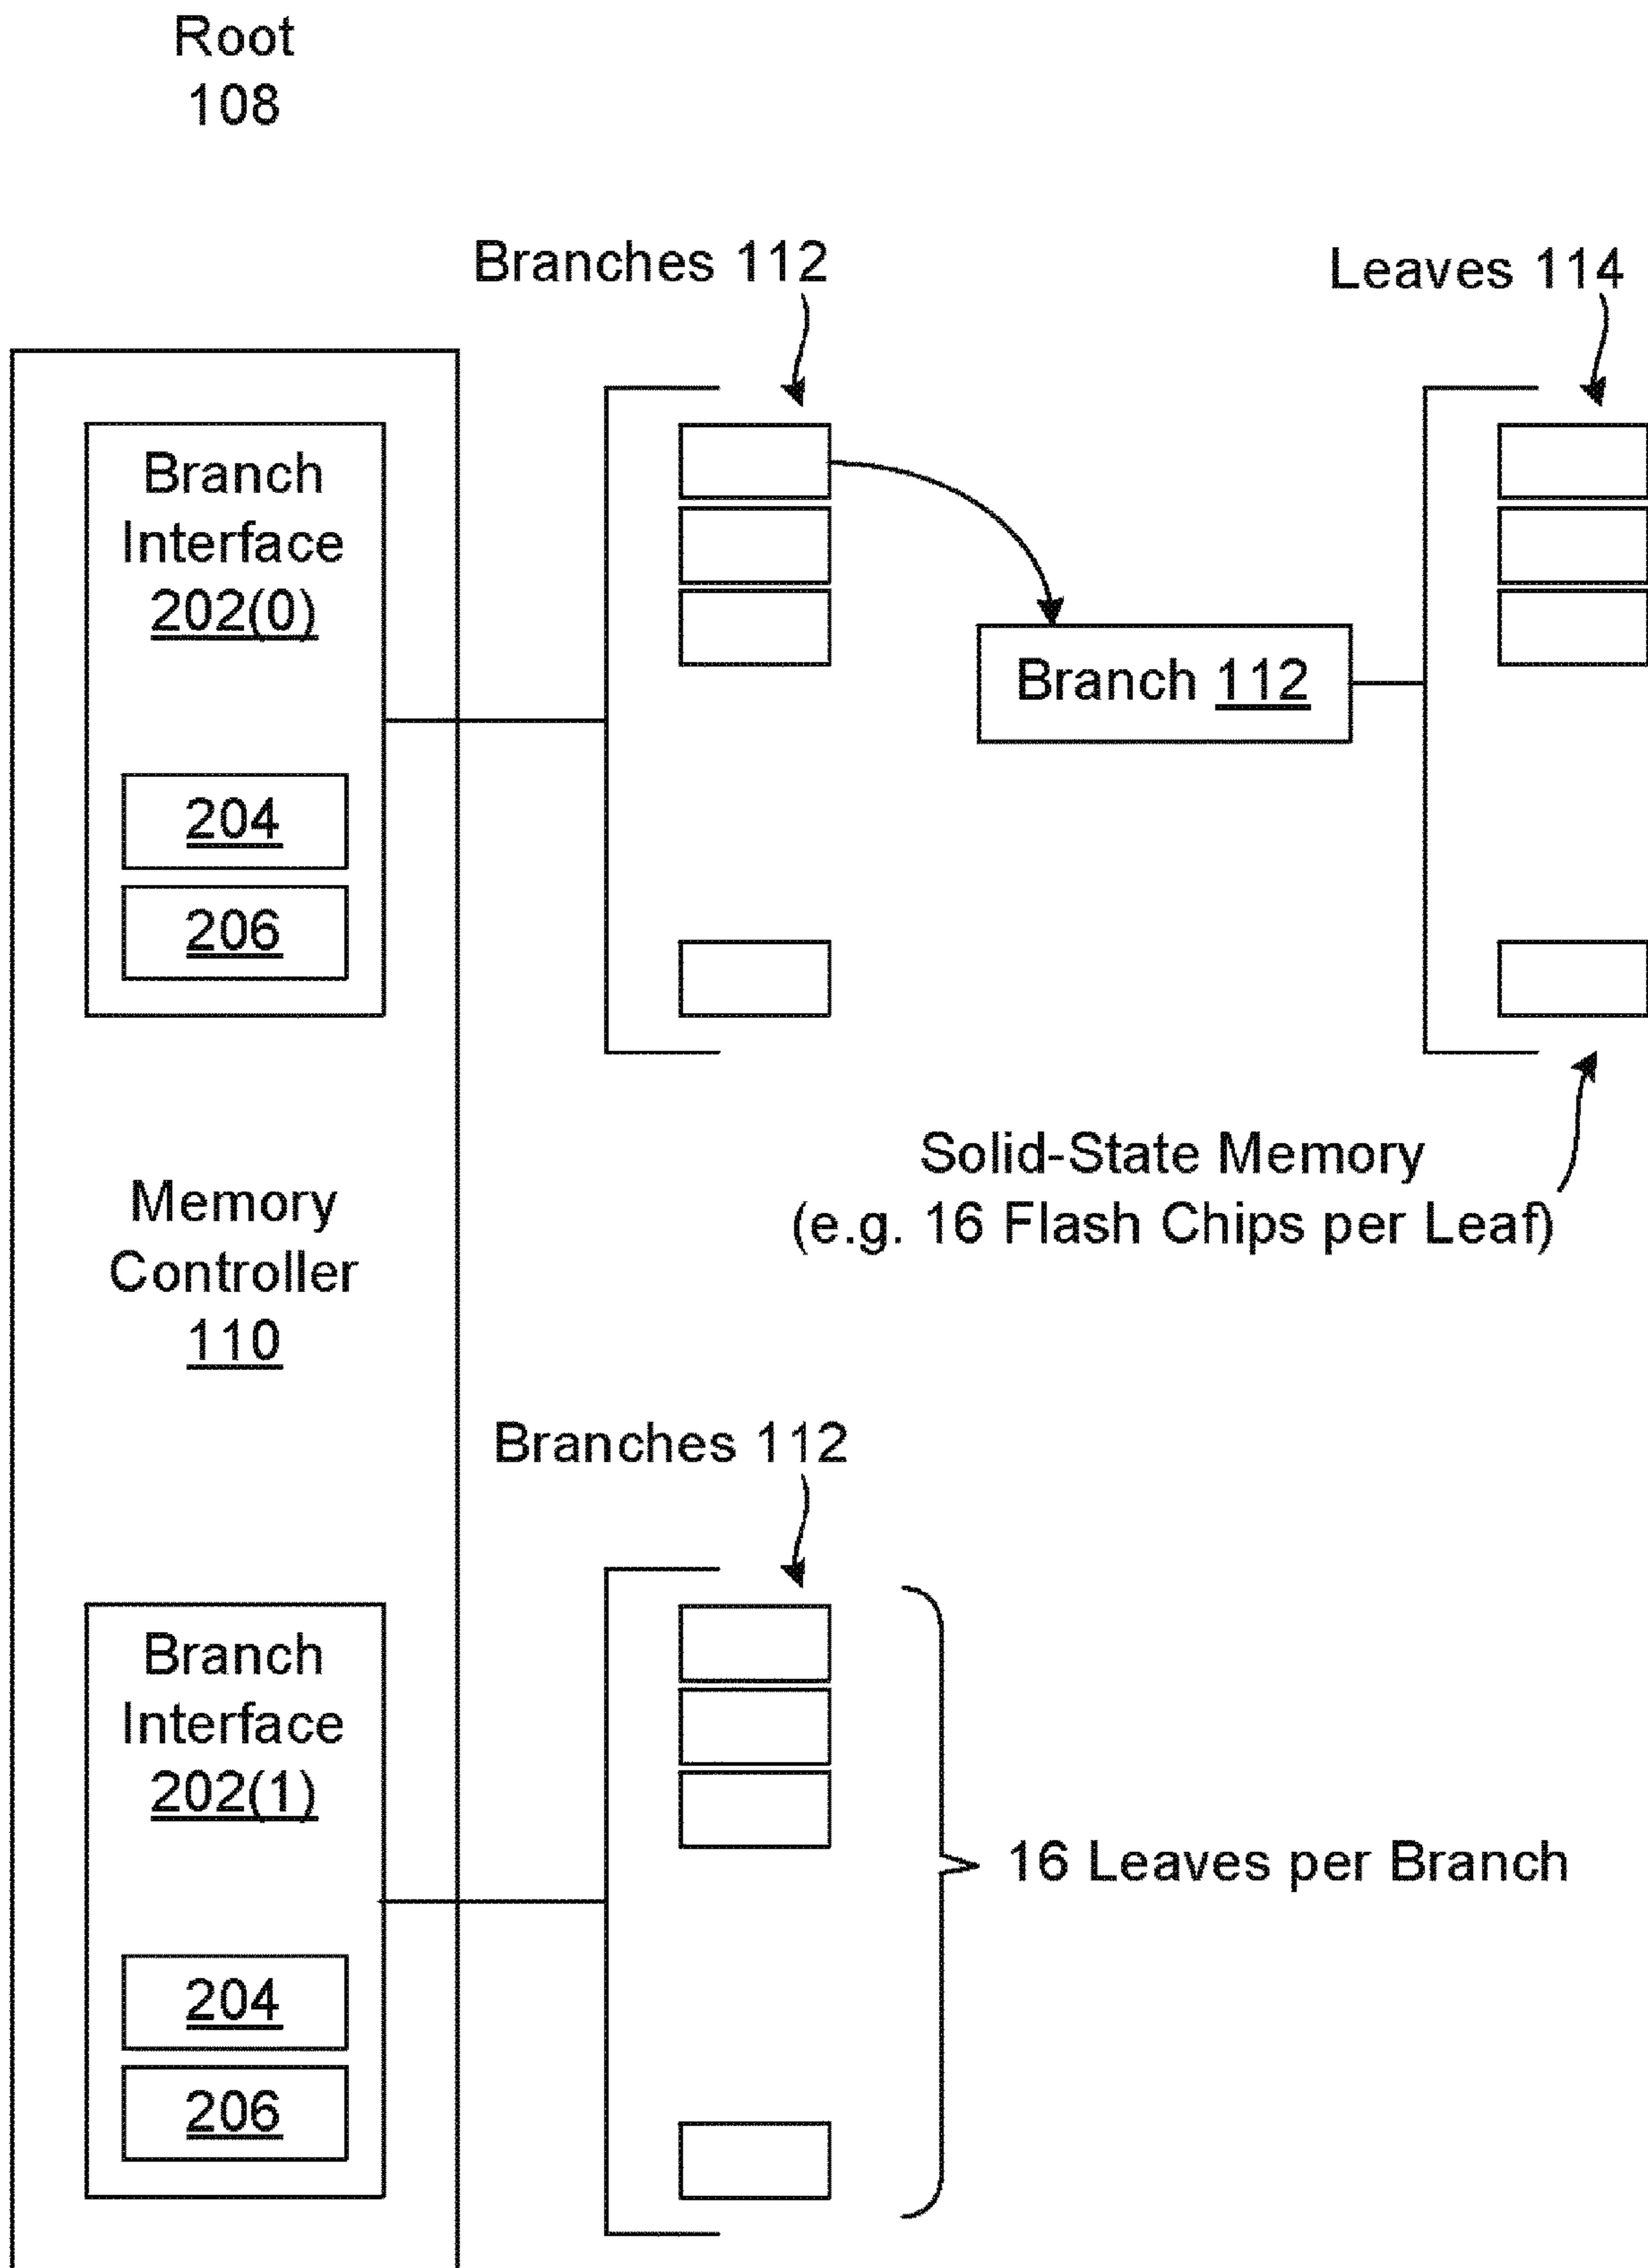 Root
108
Branches 112
Leaves 114
Branch
Interface
202(0)
Branch 112
204
206
Solid-State Memory
(e.g. 16 Flash Chips per Leaf)
Memory
Controller
110
Branches 112
Branch
Interface
202(1)
16 Leaves per Branch
204
206